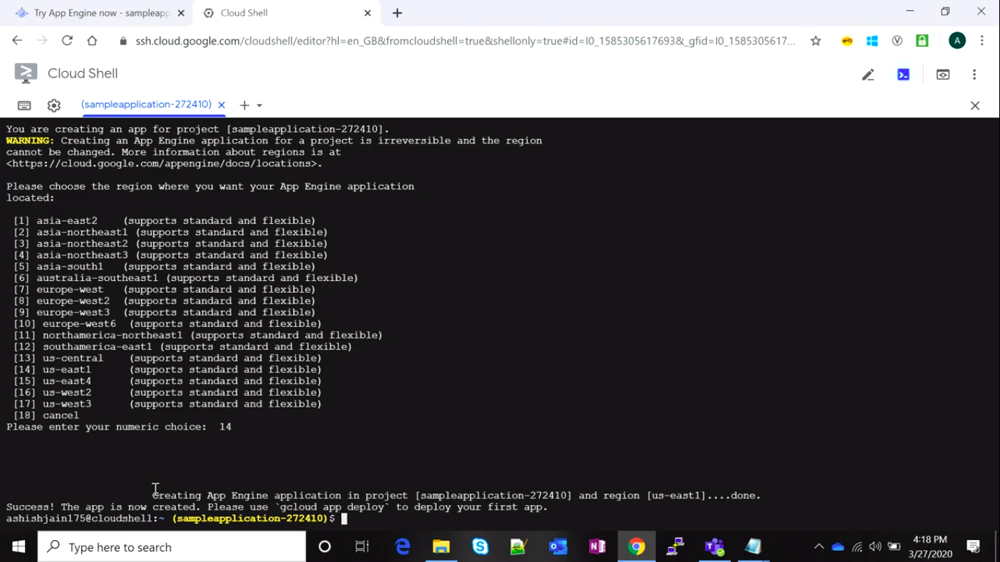 Try App Engine now - sampleapp
Cloud Shell
ssh.cloud.google.com/cloudshell/editor?hl=en_GB&fromcloudshell=true&shellonly=true#id=I0_1585305617693&_gfid=I0_1585305617...
A
Cloud Shell
(sampleapplication-272410)
You are creating an app for project [sampleapplication-272410].
WARNING: Creating an App Engine application for a project is irreversible and the region
cannot be changed. More information about regions is at
<https://cloud.google.com/appengine/docs/locations>.
Please choose the region where you want your App Engine application
located:
[1] asia-east2 (supports standard and flexible)
[2] asia-northeast1 (supports standard and flexible)
[3] asia-northeast2 (supports standard and flexible)
[4] asia-northeast3 (supports standard and flexible)
[5] asia-south1 (supports standard and flexible)
[6] australia-southeast1 (supports standard and flexible)
[7] europe-west (supports standard and flexible)
[8] europe-west2 (supports standard and flexible)
[9] europe-west3 (supports standard and flexible)
[10] europe-west6 (supports standard and flexible)
[11] northamerica-northeast1 (supports standard and flexible)
[12] southamerica-east1 (supports standard and flexible)
[13] us-central (supports standard and flexible)
[14] us-east1 (supports standard and flexible)
[15] us-east4 (supports standard and flexible)
[16] us-west2 (supports standard and flexible)
[17] us-west3 (supports standard and flexible)
[18] cancel
Please enter your numeric choice: 14
Creating App Engine application in project [sampleapplication-272410] and region [us-east1]....done.
Success! The app is now created. Please use `gcloud app deploy` to deploy your first app.
ashishjain175@cloudshell:~ (sampleapplication-272410)$
Type here to search
4:18 PM
3/27/2020